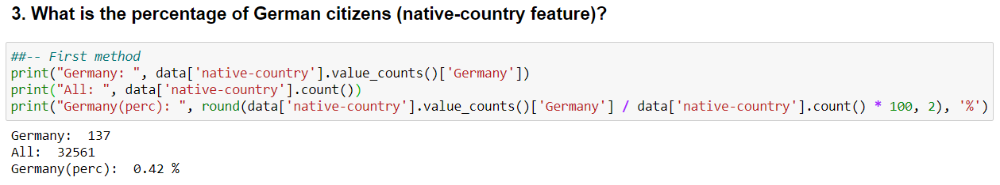 3. What is the percentage of German citizens (native-country feature)?
##-- First method
print("Germany: ", data['native-country'].value_counts()['Germany'])
print("All: ", data['native-country'].count())
print("Germany(perc): ", round(data['native-country'].value_counts()['Germany'] / data['native-country'].count() * 100, 2), '%')
Germany:  137
All:  32561
Germany(perc):  0.42 %